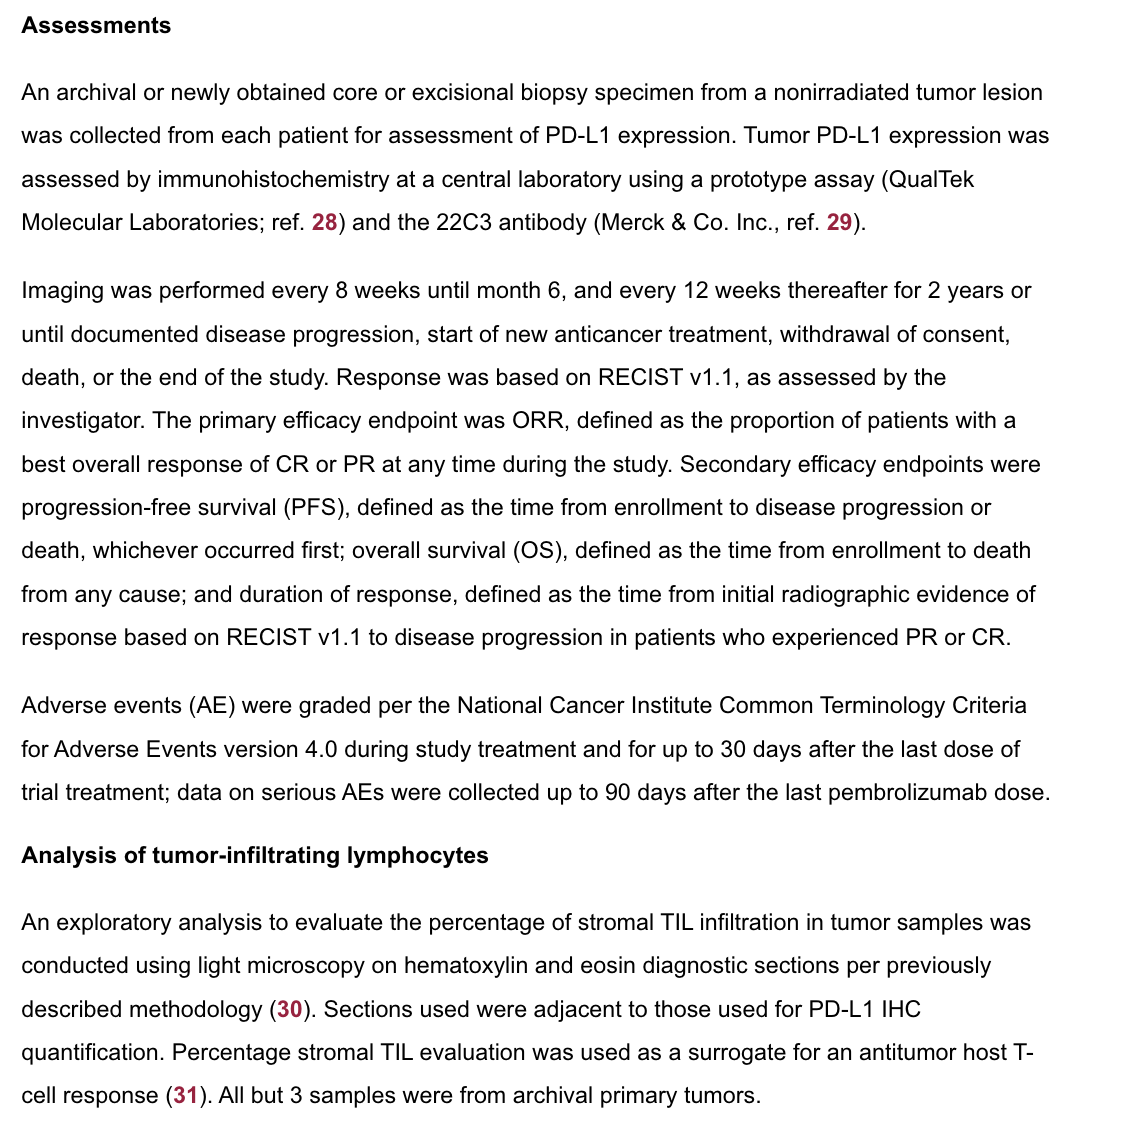 Assessments
An archival or newly obtained core or excisional biopsy specimen from a nonirradiated tumor lesion
was collected from each patient for assessment of PD-L1 expression. Tumor PD-L1 expression was
assessed by immunohistochemistry at a central laboratory using a prototype assay (QualTek
Molecular Laboratories; ref. 28) and the 22C3 antibody (Merck & Co. Inc., ref. 29).
Imaging was performed every 8 weeks until month 6, and every 12 weeks thereafter for 2 years or
until documented disease progression, start of new anticancer treatment, withdrawal of consent,
death, or the end of the study. Response was based on RECIST v1.1, as assessed by the
investigator. The primary efficacy endpoint was ORR, defined as the proportion of patients with a
best overall response of CR or PR at any time during the study. Secondary efficacy endpoints were
progression-free survival (PFS), defined as the time from enrollment to disease progression or
death, whichever occurred first; overall survival (OS), defined as the time from enrollment to death
from any cause; and duration of response, defined as the time from initial radiographic evidence of
response based on RECIST v1.1 to disease progression in patients who experienced PR or CR.
Adverse events (AE) were graded per the National Cancer Institute Common Terminology Criteria
for Adverse Events version 4.0 during study treatment and for up to 30 days after the last dose of
trial treatment; data on serious AEs were collected up to 90 days after the last pembrolizumab dose.
Analysis of tumor-infiltrating lymphocytes
An exploratory analysis to evaluate the percentage of stromal TIL infiltration in tumor samples was
conducted using light microscopy on hematoxylin and eosin diagnostic sections per previously
described methodology (30). Sections used were adjacent to those used for PD-L1 IHC
quantification. Percentage stromal TIL evaluation was used as a surrogate for an antitumor host T-
cell response (31). All but 3 samples were from archival primary tumors.